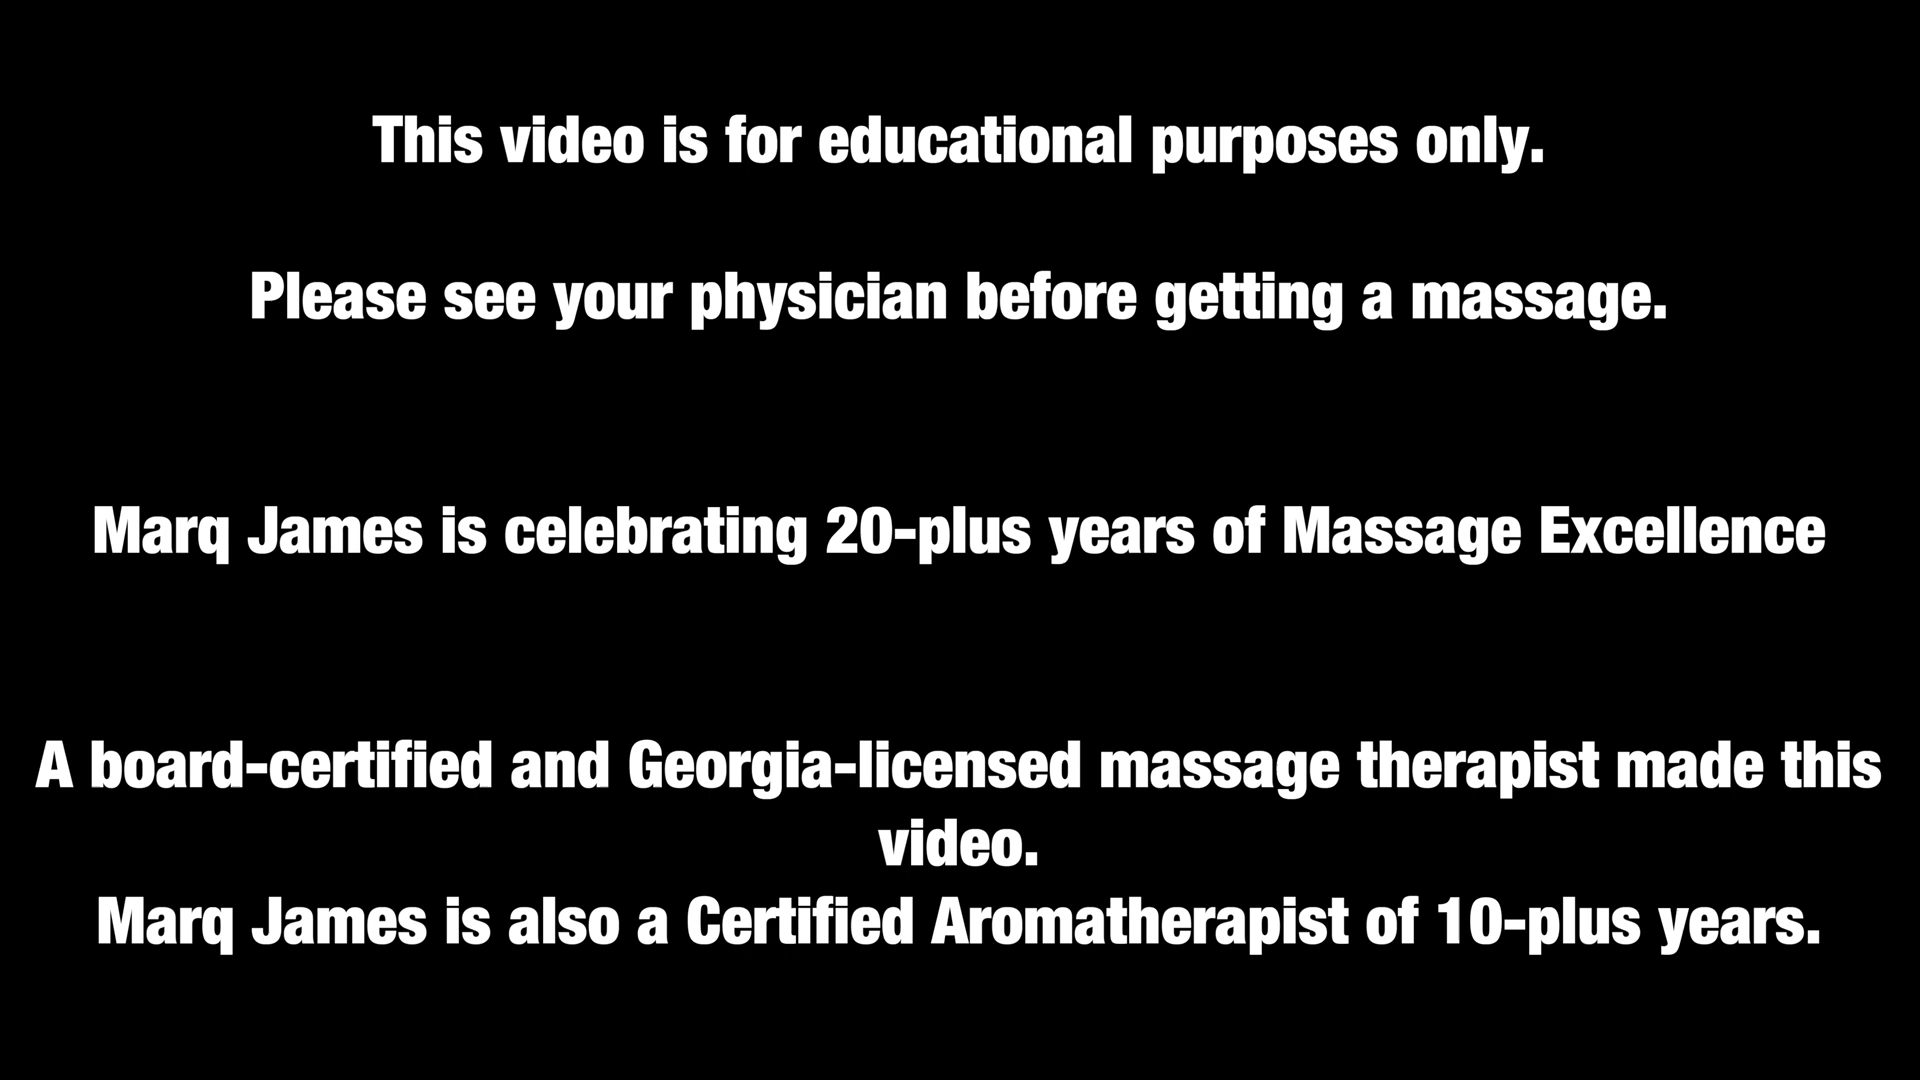 This video is for educational purposes only.
Please see your physician before getting a massage.
Marq James is celebrating 20-plus years of Massage Excellence
A board-certified and Georgia-licensed massage therapist made this
video.
Marq James is also a Certified Aromatherapist of 10-plus years.